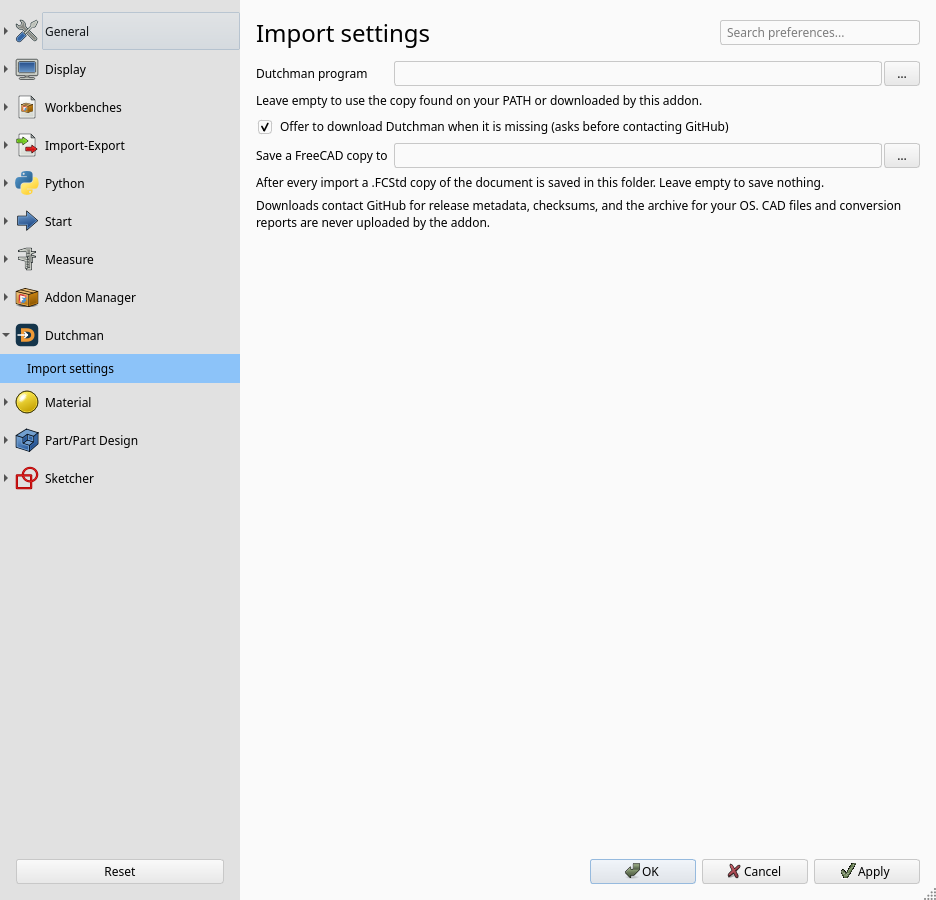 General
Display
Workbenches
Import-Export
Python
Start
Measure
Addon Manager
Dutchman
Import settings
Material
Part/Part Design
Sketcher
Reset
Import settings
Search preferences...
Dutchman program
...
Leave empty to use the copy found on your PATH or downloaded by this addon.
Offer to download Dutchman when it is missing (asks before contacting GitHub)
Save a FreeCAD copy to
...
After every import a .FCStd copy of the document is saved in this folder. Leave empty to save nothing.
Downloads contact GitHub for release metadata, checksums, and the archive for your OS. CAD files and conversion
reports are never uploaded by the addon.
OK
Cancel
Apply